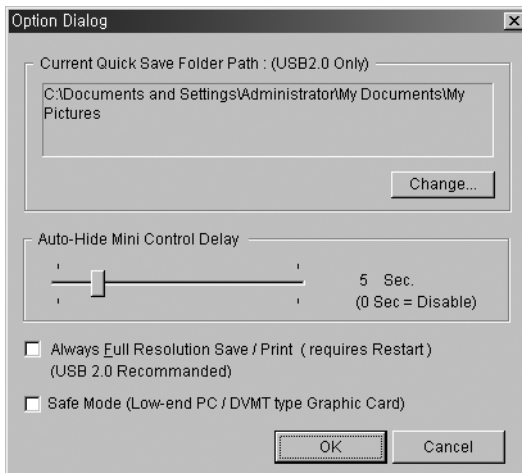 Option Dialog
Current Quick Save Folder Path : (USB2.0 Only)
C:\Documents and Settings\Administrator\My Documents\My
Pictures
Change...
Auto-Hide Mini Control Delay
5 Sec.
(0 Sec = Disable)
Always Full Resolution Save / Print ( requires Restart )
(USB 2.0 Recommanded)
Safe Mode (Low-end PC / DVMT type Graphic Card)
OK Cancel